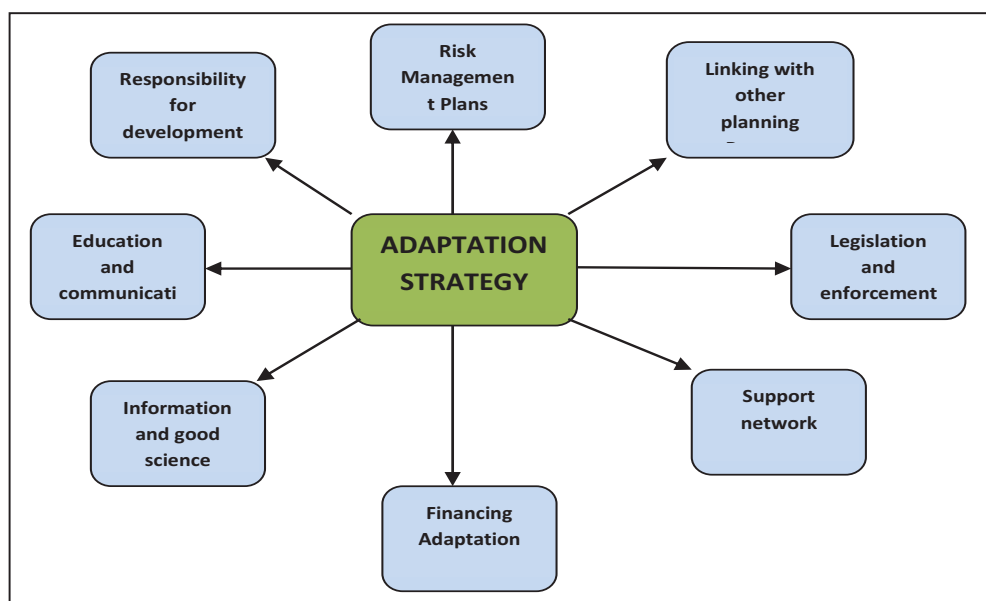 Responsibility
for
development
Risk
Managemen
t Plans
Linking with
other
planning
Education
and
communicati
ADAPTATION
STRATEGY
Legislation
and
enforcement
Information
and good
science
Support
network
Financing
Adaptation